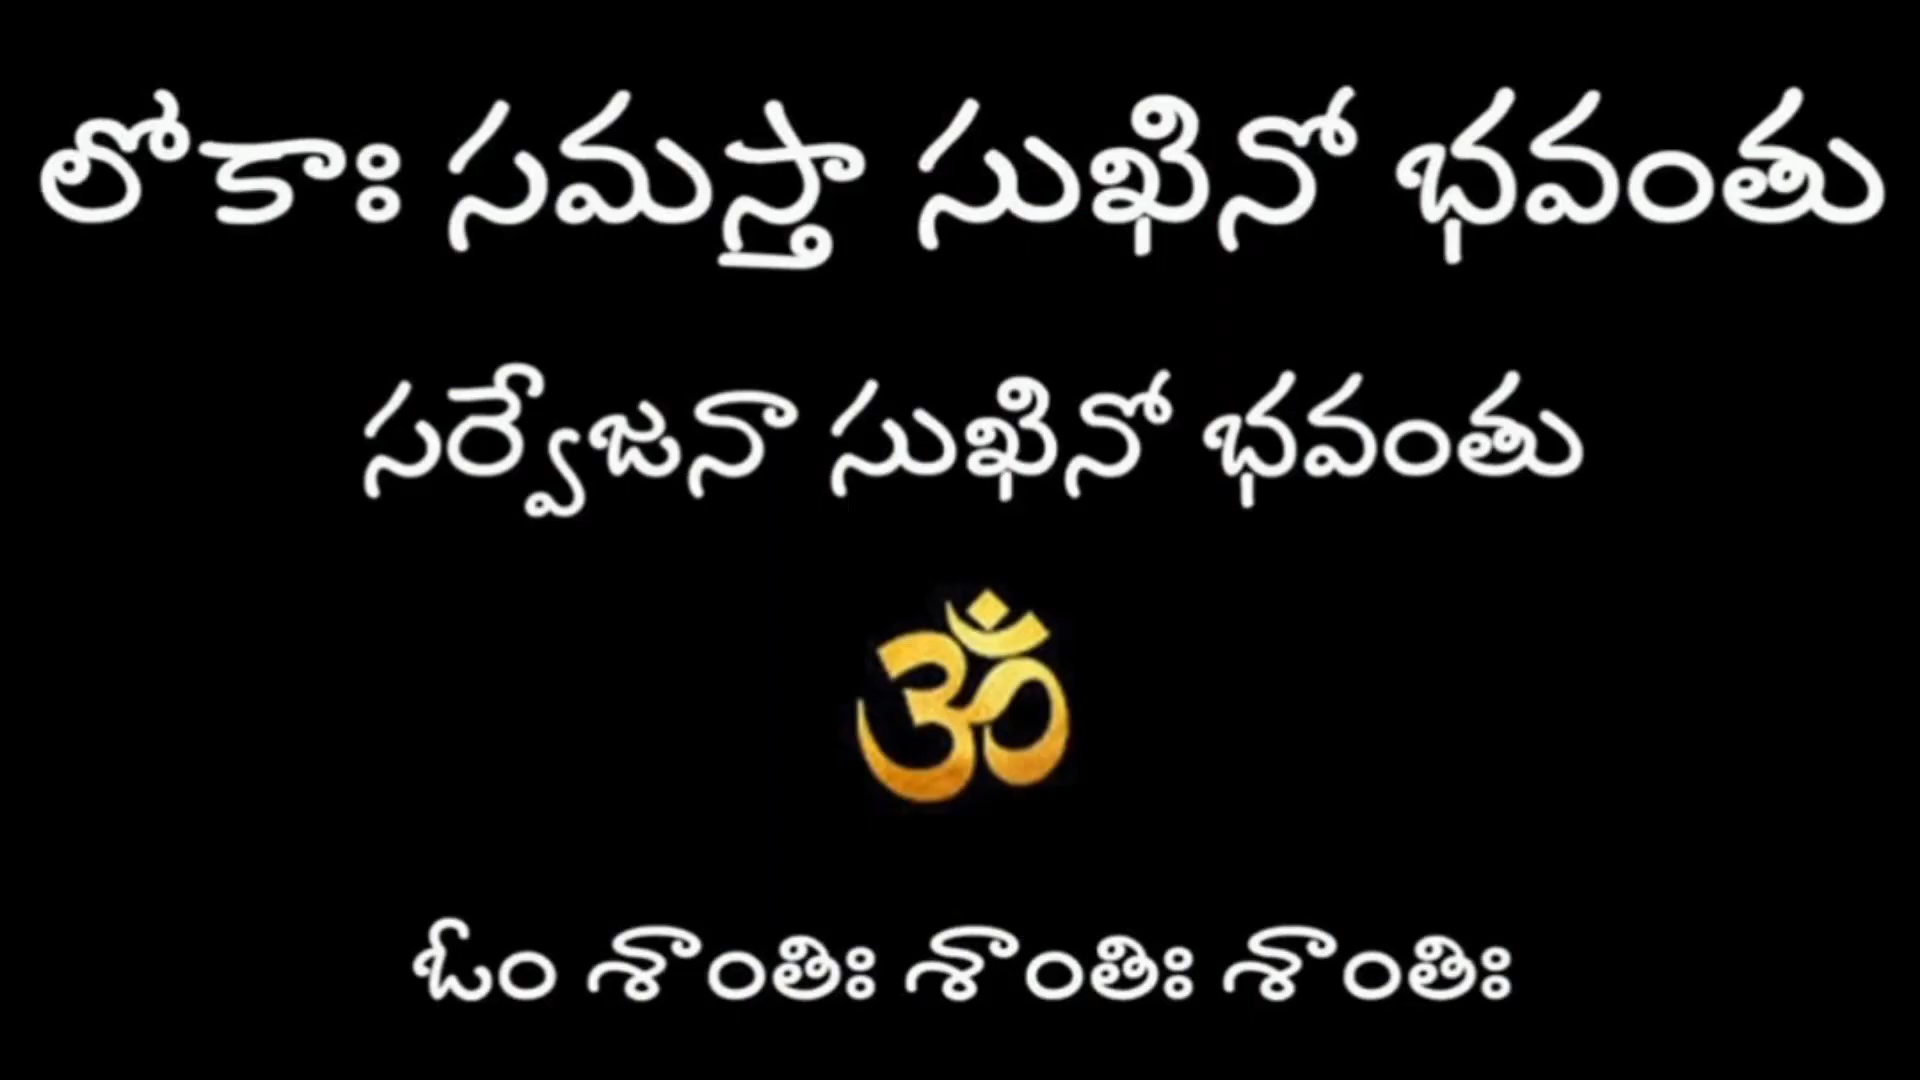 లోకాః సమస్తా సుఖినో భవంతు
సర్వేజనా సుఖినో భవంతు
ॐ
ఓం శాంతిః శాంతిః శాంతిః